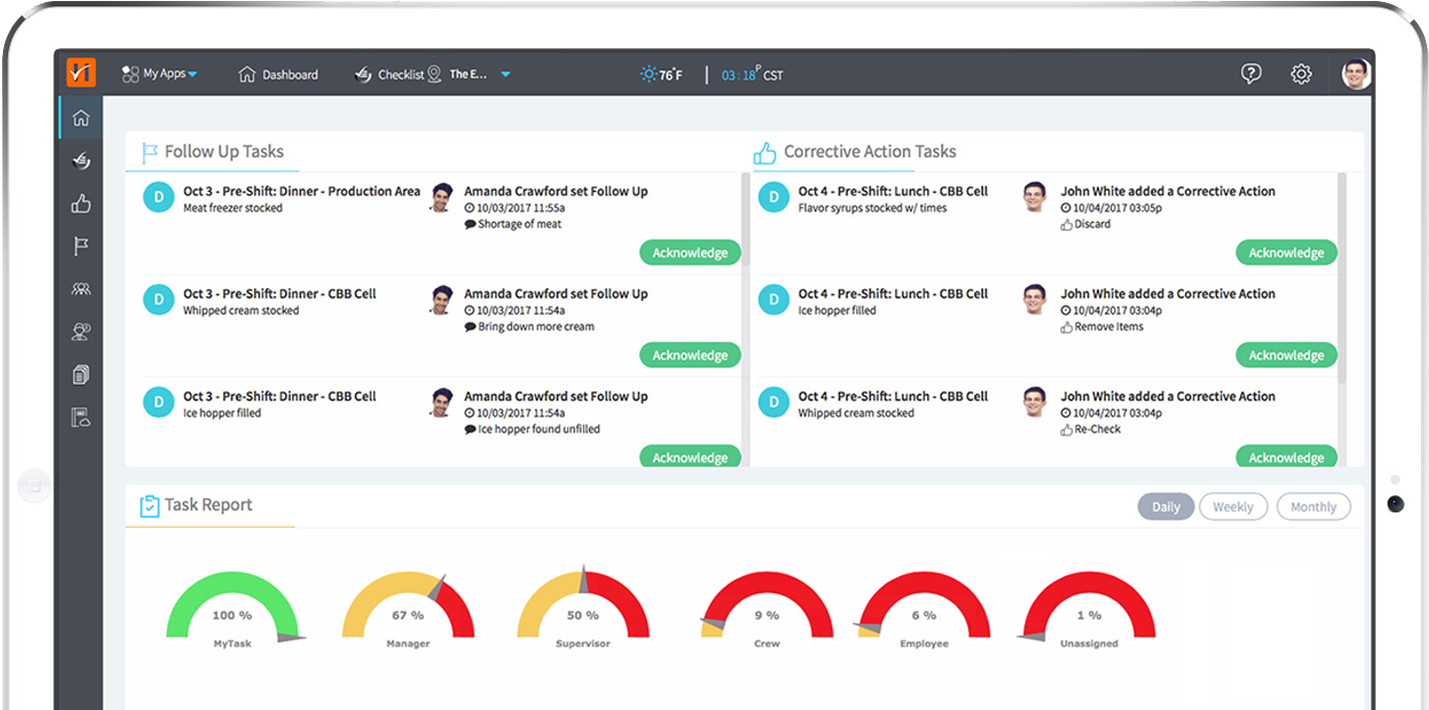 My Apps
Dashboard
Checklist
The E...
76°F
03:18 P CST
Follow Up Tasks
D
Oct 3 - Pre-Shift: Dinner - Production Area
Meat freezer stocked
Amanda Crawford set Follow Up
10/03/2017 11:55a
Shortage of meat
Acknowledge
D
Oct 3 - Pre-Shift: Dinner - CBB Cell
Whipped cream stocked
Amanda Crawford set Follow Up
10/03/2017 11:54a
Bring down more cream
Acknowledge
D
Oct 3 - Pre-Shift: Dinner - CBB Cell
Ice hopper filled
Amanda Crawford set Follow Up
10/03/2017 11:54a
Ice hopper found unfilled
Acknowledge
Corrective Action Tasks
D
Oct 4 - Pre-Shift: Lunch - CBB Cell
Flavor syrups stocked w/ times
John White added a Corrective Action
10/04/2017 03:05p
Discard
Acknowledge
D
Oct 4 - Pre-Shift: Lunch - CBB Cell
Ice hopper filled
John White added a Corrective Action
10/04/2017 03:04p
Remove Items
Acknowledge
D
Oct 4 - Pre-Shift: Lunch - CBB Cell
Whipped cream stocked
John White added a Corrective Action
10/04/2017 03:04p
Re-Check
Acknowledge
Task Report
Daily
Weekly
Monthly
100 %
MyTask
67 %
Manager
50 %
Supervisor
9 %
Crew
6 %
Employee
1 %
Unassigned